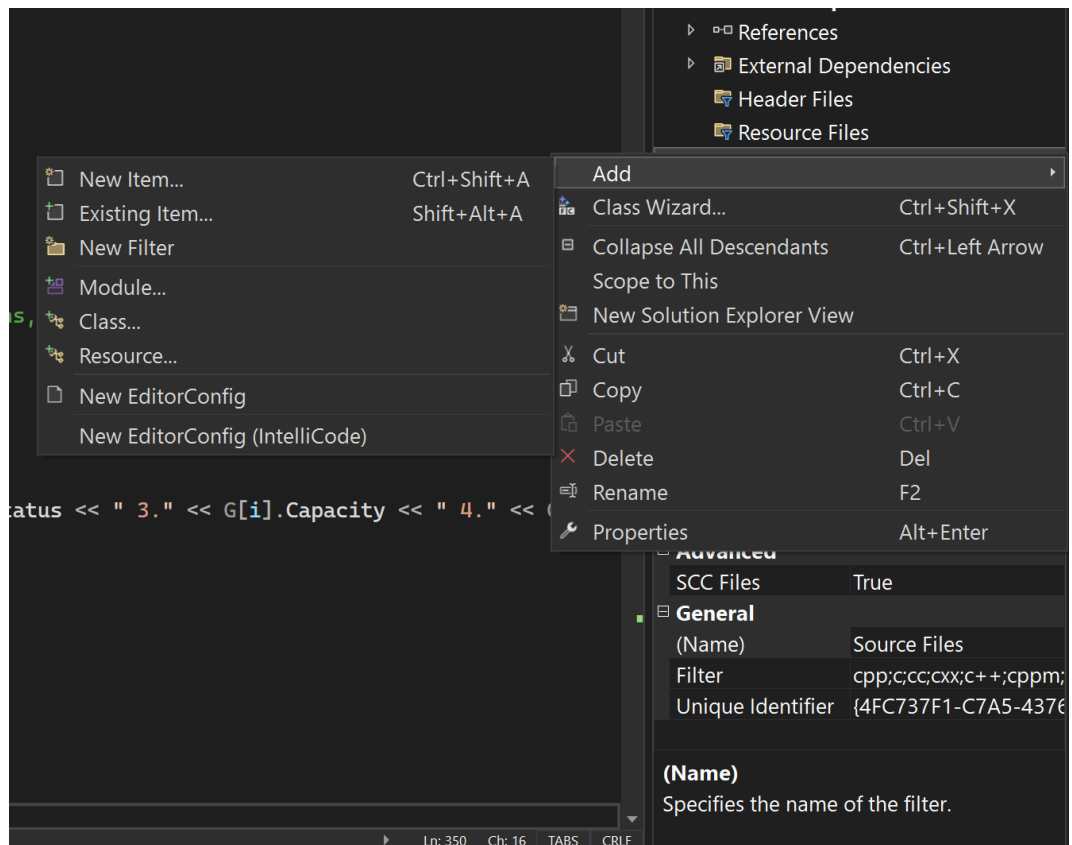 References
External Dependencies
Header Files
Resource Files
Add
New Item... Ctrl+Shift+A
Existing Item... Shift+Alt+A
New Filter
Module...
Class...
Resource...
New EditorConfig
New EditorConfig (IntelliCode)
Class Wizard... Ctrl+Shift+X
Collapse All Descendants Ctrl+Left Arrow
Scope to This
New Solution Explorer View
Cut Ctrl+X
Copy Ctrl+C
Paste Ctrl+V
Delete Del
Rename F2
Properties Alt+Enter
ıs,
tatus << " 3." << G[i].Capacity << " 4." <<
Advanced
SCC Files True
General
(Name) Source Files
Filter cpp;c;cc;cxx;c++;cppm;
Unique Identifier {4FC737F1-C7A5-4376
(Name)
Specifies the name of the filter.
Ln: 350 Ch: 16 TABS CRLF